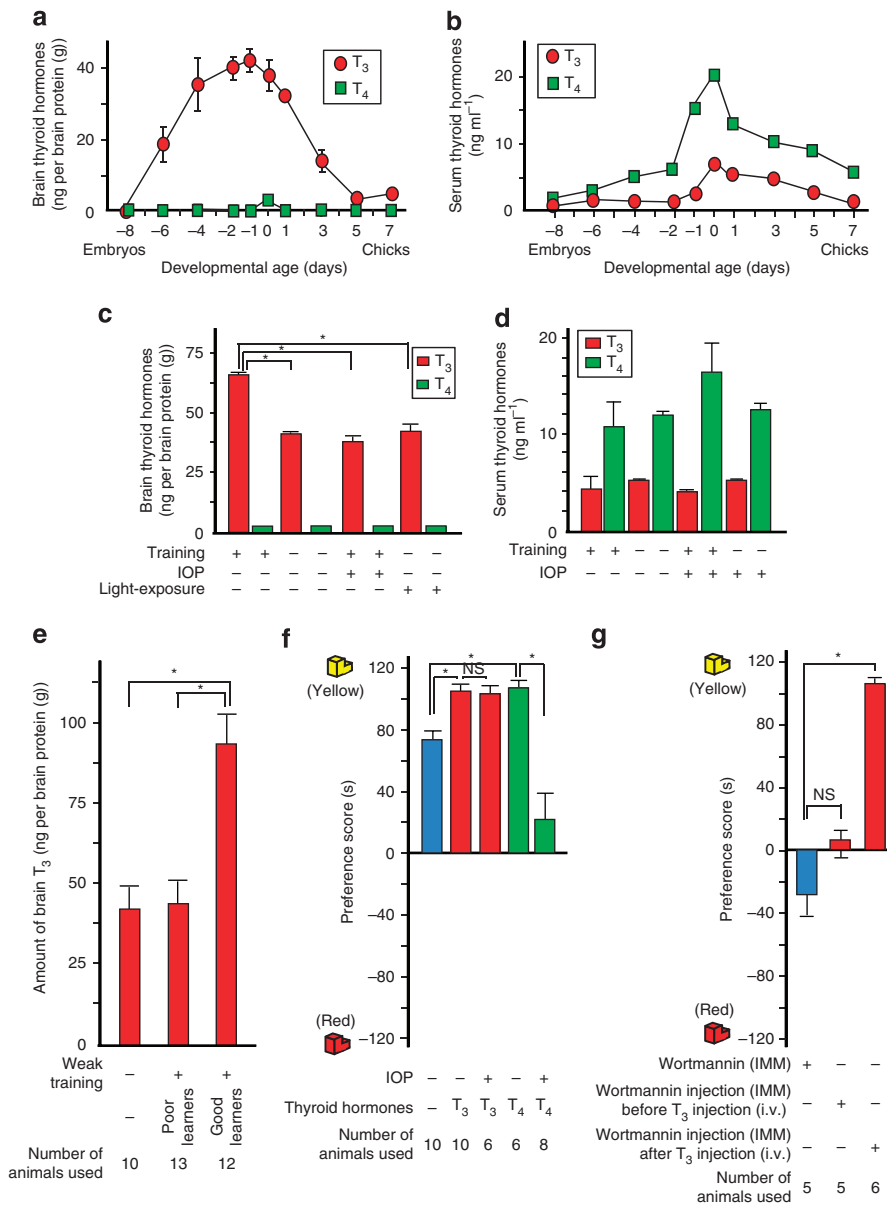 a
Brain thyroid hormones
(ng per brain protein (g))
40
20
0
T3
T4
–8 –6 –4 –2 –1 0 1 3 5 7
Embryos Chicks
Developmental age (days)
b
Serum thyroid hormones
(ng ml–1)
20
10
5
0
T3
T4
–8 –6 –4 –2 –1 0 1 3 5 7
Embryos Chicks
Developmental age (days)
c
Brain thyroid hormones
(ng per brain protein (g))
75
50
25
0
* * *
T3
T4
Training + + – – + + – –
IOP – – – – + + – –
Light-exposure – – – – – – + +
d
Serum thyroid hormones
(ng ml–1)
20
10
0
T3
T4
Training + + – – + + – –
IOP – – – – + + + +
e
Amount of brain T3 (ng per brain protein (g))
100
75
50
25
0
*
*
Weak
training – + +
– Poor learners Good learners
Number of
animals used 10 13 12
f
(Yellow)
Preference score (s)
120
80
40
0
–40
–80
–120
* * NS *
(Red)
IOP – – + – +
Thyroid hormones – T3 T3 T4 T4
Number of
animals used 10 10 6 6 8
g
(Yellow)
Preference score (s)
120
80
40
0
–40
–80
–120
*
NS
(Red)
Wortmannin (IMM) + – –
Wortmannin injection (IMM)
before T3 injection (i.v.) – + –
Wortmannin injection (IMM)
after T3 injection (i.v.) – – +
Number of
animals used 5 5 6